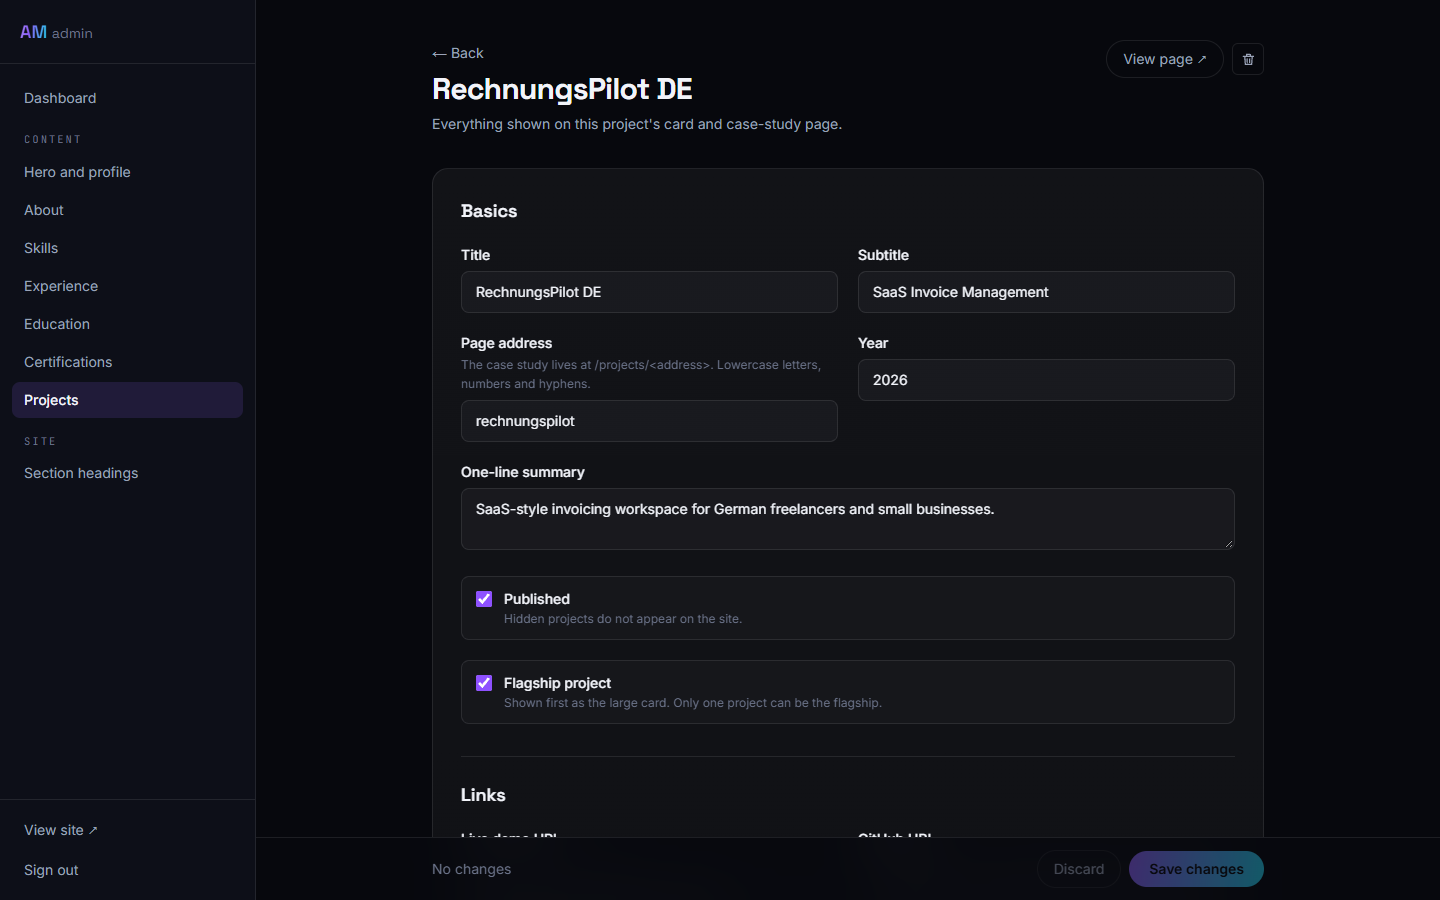 AM admin
Dashboard
CONTENT
Hero and profile
About
Skills
Experience
Education
Certifications
Projects
SITE
Section headings
View site ↗
Sign out
← Back
View page ↗
RechnungsPilot DE
Everything shown on this project's card and case-study page.
Basics
Title
Subtitle
RechnungsPilot DE
SaaS Invoice Management
Page address
Year
The case study lives at /projects/<address>. Lowercase letters,
numbers and hyphens.
2026
rechnungspilot
One-line summary
SaaS-style invoicing workspace for German freelancers and small businesses.
Published
Hidden projects do not appear on the site.
Flagship project
Shown first as the large card. Only one project can be the flagship.
Links
Live demo URL
GitHub URL
No changes
Discard
Save changes